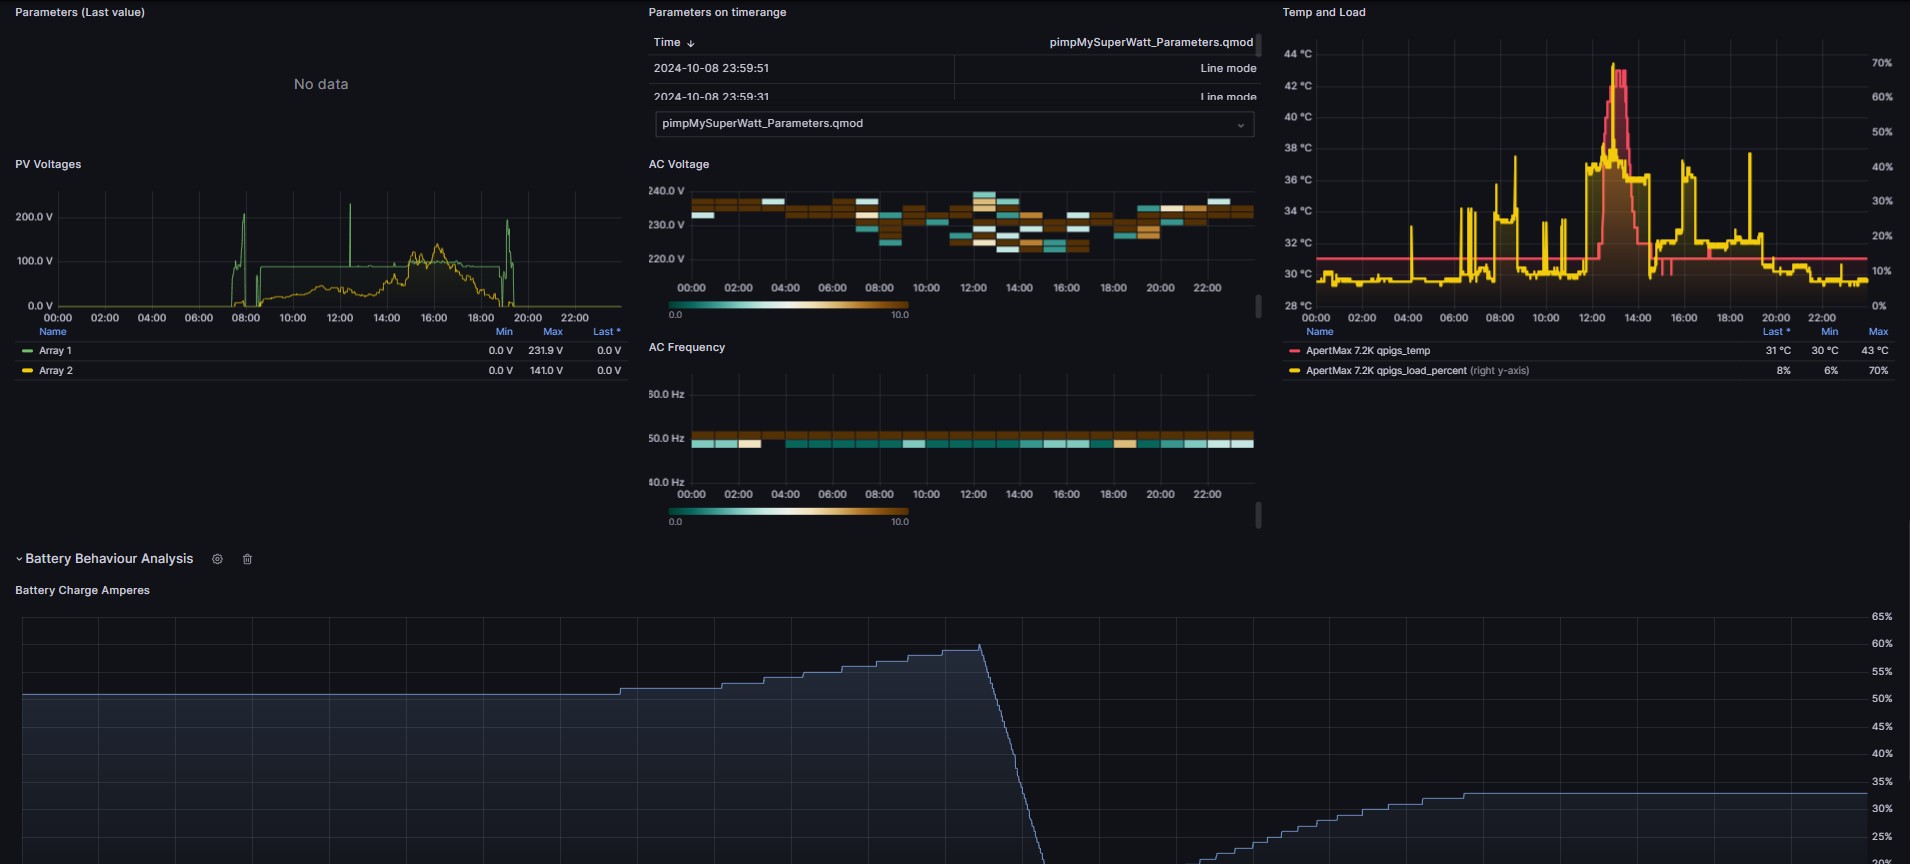 Parameters (Last value)
No data
Parameters on timerange
Time ↓ pimpMySuperWatt_Parameters.qmod
2024-10-08 23:59:51 Line mode
2024-10-08 23:59:31 Line mode
pimpMySuperWatt_Parameters.qmod
Temp and Load
44 °C
42 °C
40 °C
38 °C
36 °C
34 °C
32 °C
30 °C
28 °C
70%
60%
50%
40%
30%
20%
10%
0%
00:00 02:00 04:00 06:00 08:00 10:00 12:00 14:00 16:00 18:00 20:00 22:00
Name Last * Min Max
ApertMax 7.2K qpigs_temp 31 °C 30 °C 43 °C
ApertMax 7.2K qpigs_load_percent (right y-axis) 8% 6% 70%
PV Voltages
200.0 V
100.0 V
0.0 V
00:00 02:00 04:00 06:00 08:00 10:00 12:00 14:00 16:00 18:00 20:00 22:00
Name Min Max Last *
Array 1 0.0 V 231.9 V 0.0 V
Array 2 0.0 V 141.0 V 0.0 V
AC Voltage
240.0 V
230.0 V
220.0 V
00:00 02:00 04:00 06:00 08:00 10:00 12:00 14:00 16:00 18:00 20:00 22:00
0.0 10.0
AC Frequency
60.0 Hz
50.0 Hz
40.0 Hz
00:00 02:00 04:00 06:00 08:00 10:00 12:00 14:00 16:00 18:00 20:00 22:00
0.0 10.0
Battery Behaviour Analysis
Battery Charge Amperes
65%
60%
55%
50%
45%
40%
35%
30%
25%
20%